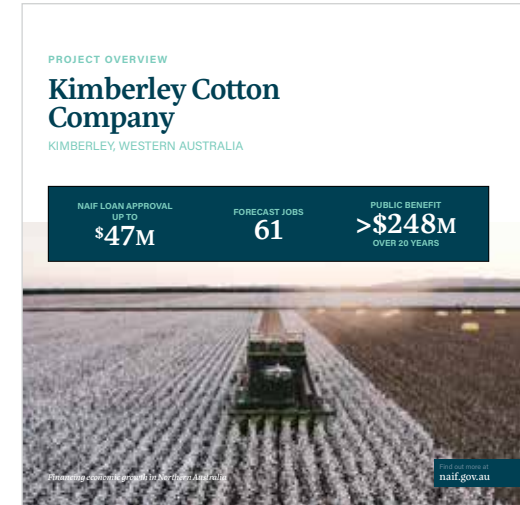 PROJECT OVERVIEW
Kimberley Cotton
Company
KIMBERLEY, WESTERN AUSTRALIA
NAIF LOAN APPROVAL
UP TO
$47M
FORECAST JOBS
61
PUBLIC BENEFIT
>$248M
OVER 20 YEARS
Financing economic growth in Northern Australia
Find out more at
naif.gov.au